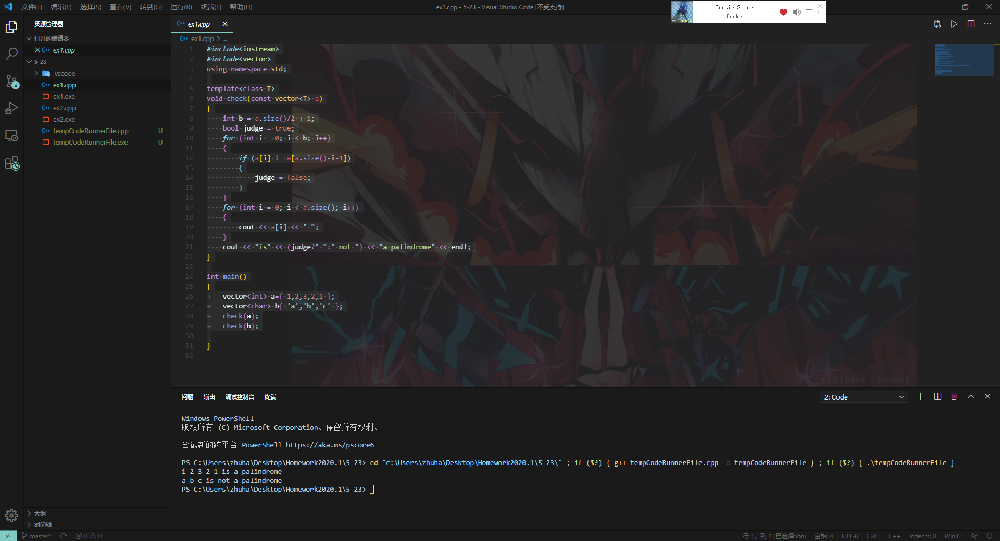 文件(F) 编辑(E) 选择(S) 查看(V) 转到(G) 运行(R) 终端(T) 帮助(H)
ex1.cpp - 5-23 - Visual Studio Code [不受支持]
Toosie Slide
Drake
资源管理器
打开的编辑器
ex1.cpp
5-23
.vscode
ex1.cpp
ex1.exe
ex2.cpp
ex2.exe
tempCodeRunnerFile.cpp U
tempCodeRunnerFile.exe U
4
大纲
时间线
ex1.cpp
ex1.cpp > ...
1 #include<iostream>
2 #include<vector>
3 using namespace std;
4
5 template<class T>
6 void check(const vector<T> a)
7 {
8     int b = a.size()/2 + 1;
9     bool judge = true;
10     for (int i = 0; i < b; i++)
11     {
12         if (a[i] != a[a.size()-i-1])
13         {
14             judge = false;
15         }
16     }
17     for (int i = 0; i < a.size(); i++)
18     {
19         cout << a[i] << " ";
20     }
21     cout << "is" << (judge?" ":" not ") << "a palindrome" << endl;
22 }
23
24 int main()
25 {
26     vector<int> a={ 1,2,3,2,1 };
27     vector<char> b{ 'a','b','c' };
28     check(a);
29     check(b);
30
31 }
32
4 | 5 | 2018 [ riooo ]
问题 输出 调试控制台 终端
2: Code
Windows PowerShell
版权所有 (C) Microsoft Corporation。保留所有权利。
尝试新的跨平台 PowerShell https://aka.ms/pscore6
PS C:\Users\zhuha\Desktop\Homework2020.1\5-23> cd "c:\Users\zhuha\Desktop\Homework2020.1\5-23\" ; if ($?) { g++ tempCodeRunnerFile.cpp -o tempCodeRunnerFile } ; if ($?) { .\tempCodeRunnerFile }
1 2 3 2 1 is a palindrome
a b c is not a palindrome
PS C:\Users\zhuha\Desktop\Homework2020.1\5-23>
master* 0 0
行 1, 列 1 (已选择566) 空格: 4 UTF-8 CRLF C++ Indents: 0 Win32